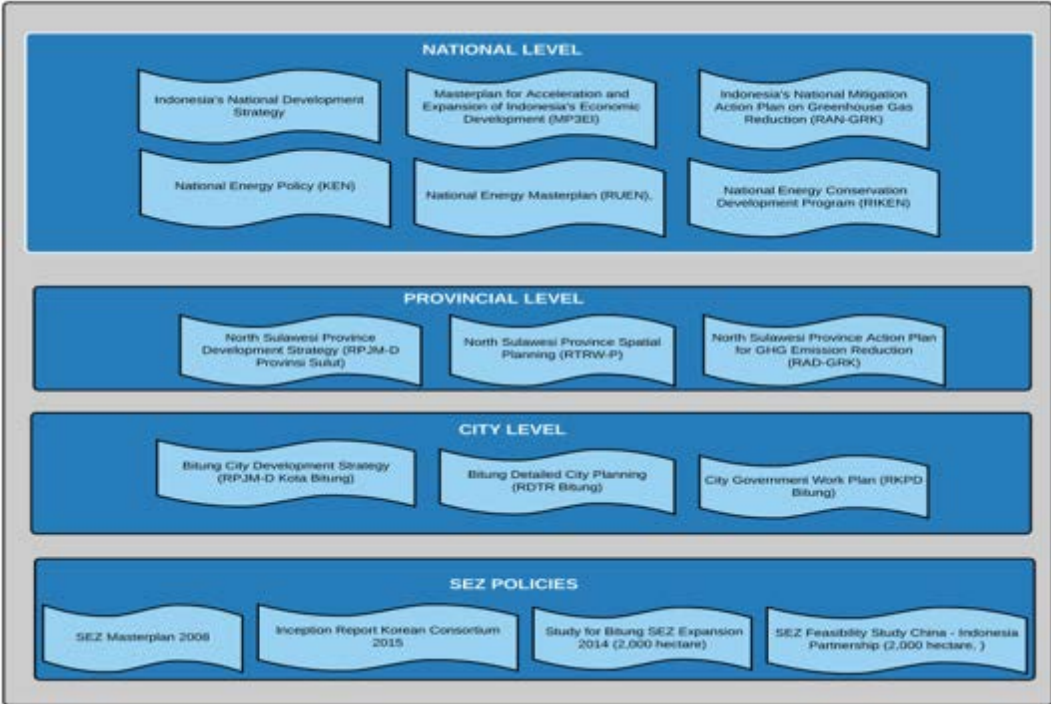 NATIONAL LEVEL
Indonesia's National Development
Strategy
Masterplan for Acceleration and
Expansion of Indonesia's Economic
Development (MP3EI)
Indonesia's National Mitigation
Action Plan on Greenhouse Gas
Reduction (RAN-GRK)
National Energy Policy (KEN)
National Energy Masterplan (RUEN),
National Energy Conservation
Development Program (RIKEN)
PROVINCIAL LEVEL
North Sulawesi Province
Development Strategy (RPJM-D
Provinsi Sulut)
North Sulawesi Province Spatial
Planning (RTRW-P)
North Sulawesi Province Action Plan
for GHG Emission Reduction
(RAD-GRK)
CITY LEVEL
Bitung City Development Strategy
(RPJM-D Kota Bitung)
Bitung Detailed City Planning
(RDTR Bitung)
City Government Work Plan (RKPD
Bitung)
SEZ POLICIES
SEZ Masterplan 2008
Inception Report Korean Consortium
2015
Study for Bitung SEZ Expansion
2014 (2,000 hectare)
SEZ Feasibility Study China - Indonesia
Partnership (2,000 hectare, )